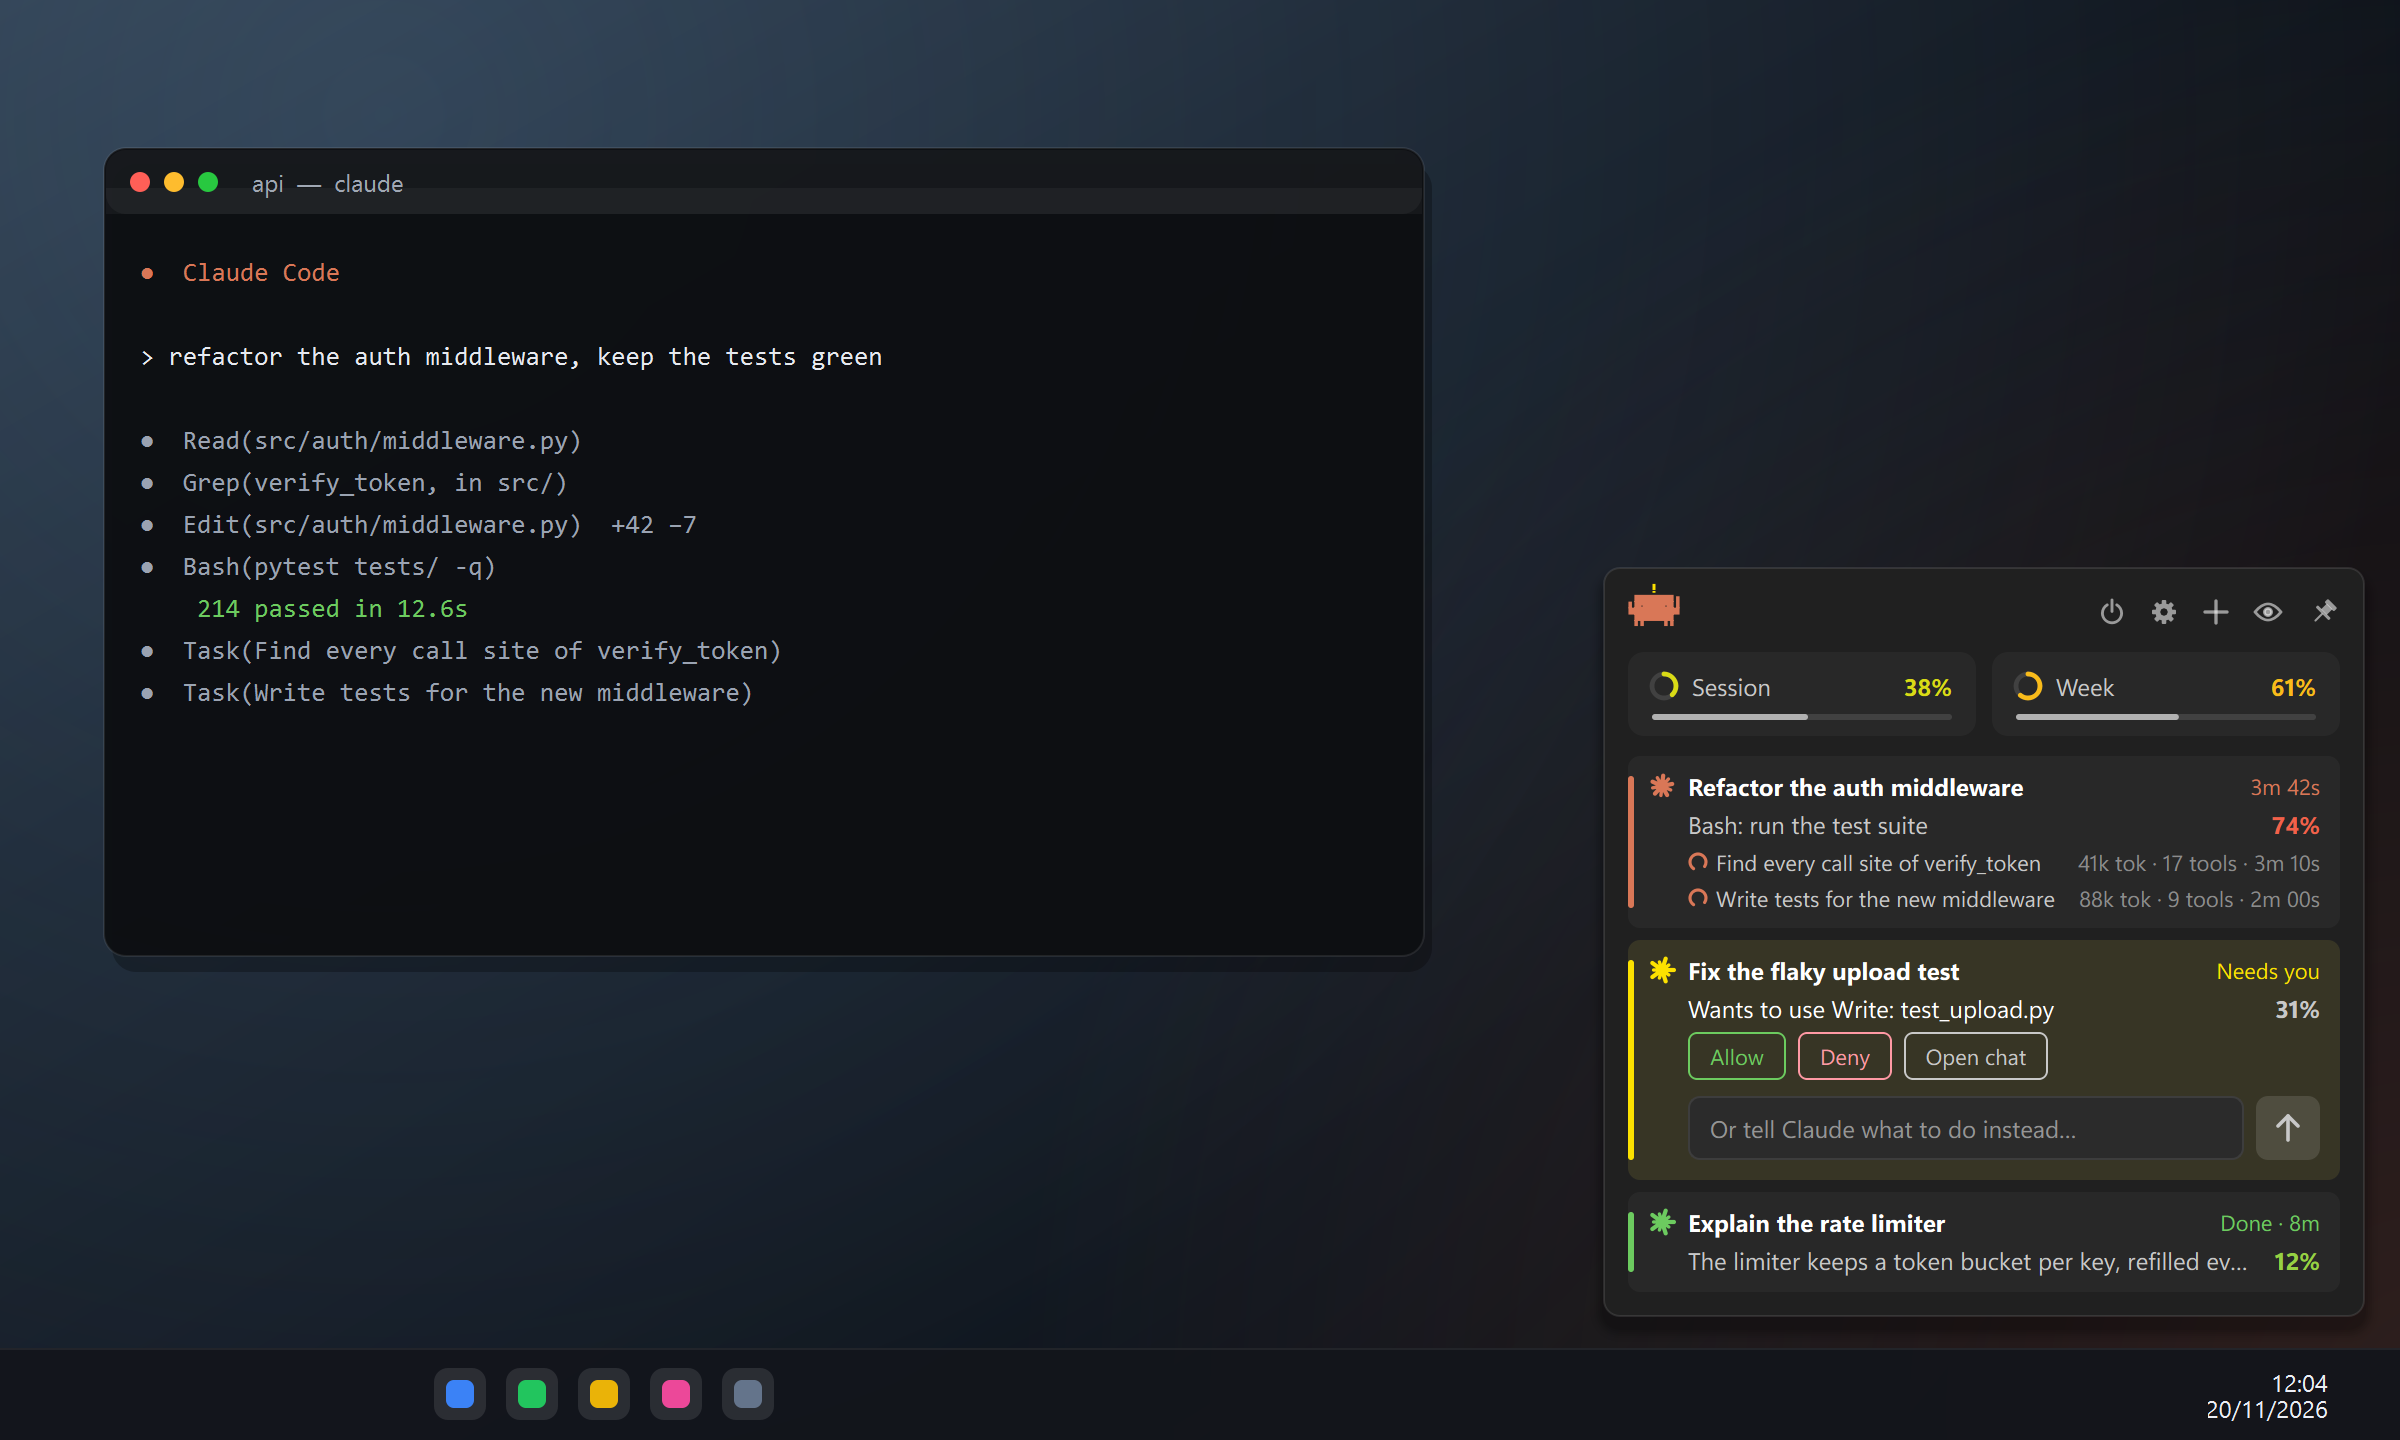 api — claude
● Claude Code
> refactor the auth middleware, keep the tests green
● Read(src/auth/middleware.py)
● Grep(verify_token, in src/)
● Edit(src/auth/middleware.py) +42 −7
● Bash(pytest tests/ -q)
214 passed in 12.6s
● Task(Find every call site of verify_token)
● Task(Write tests for the new middleware)
Session 38%
Week 61%
Refactor the auth middleware 3m 42s
Bash: run the test suite 74%
Find every call site of verify_token 41k tok · 17 tools · 3m 10s
Write tests for the new middleware 88k tok · 9 tools · 2m 00s
Fix the flaky upload test Needs you
Wants to use Write: test_upload.py 31%
Allow Deny Open chat
Or tell Claude what to do instead...
Explain the rate limiter Done · 8m
The limiter keeps a token bucket per key, refilled ev... 12%
12:04
20/11/2026